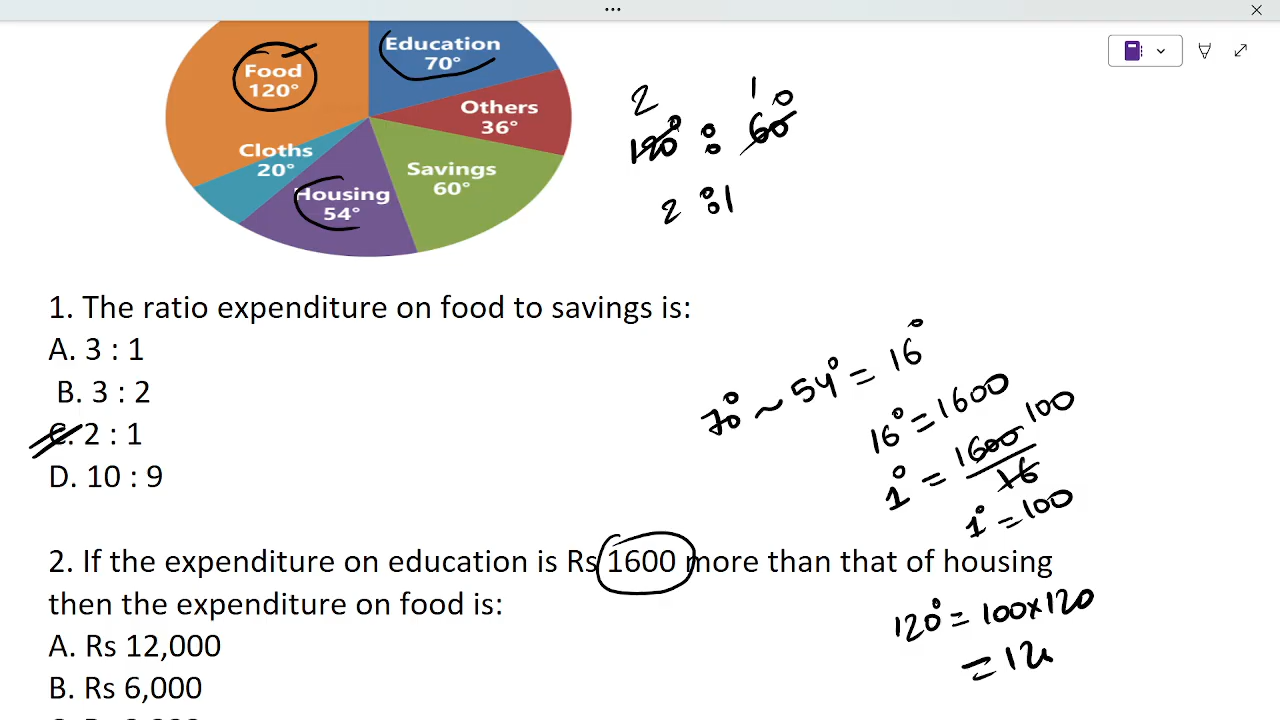 Education
70°
Food
120°
Others
36°
Cloths
20°
Savings
60°
Housing
54°
2 1
120° : 60°
2 : 1
1. The ratio expenditure on food to savings is:
A. 3 : 1
B. 3 : 2
C. 2 : 1
D. 10 : 9
70° ~ 54° = 16°
16° = 1600
1° = 1600/16 100
1° = 100
2. If the expenditure on education is Rs 1600 more than that of housing
then the expenditure on food is:
A. Rs 12,000
B. Rs 6,000
120° = 100x120
= 12